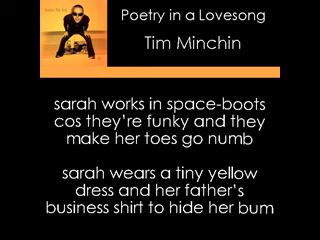 Poetry in a Lovesong
Tim Minchin
sarah works in space-boots
cos they're funky and they
make her toes go numb
sarah wears a tiny yellow
dress and her father's
business shirt to hide her bum